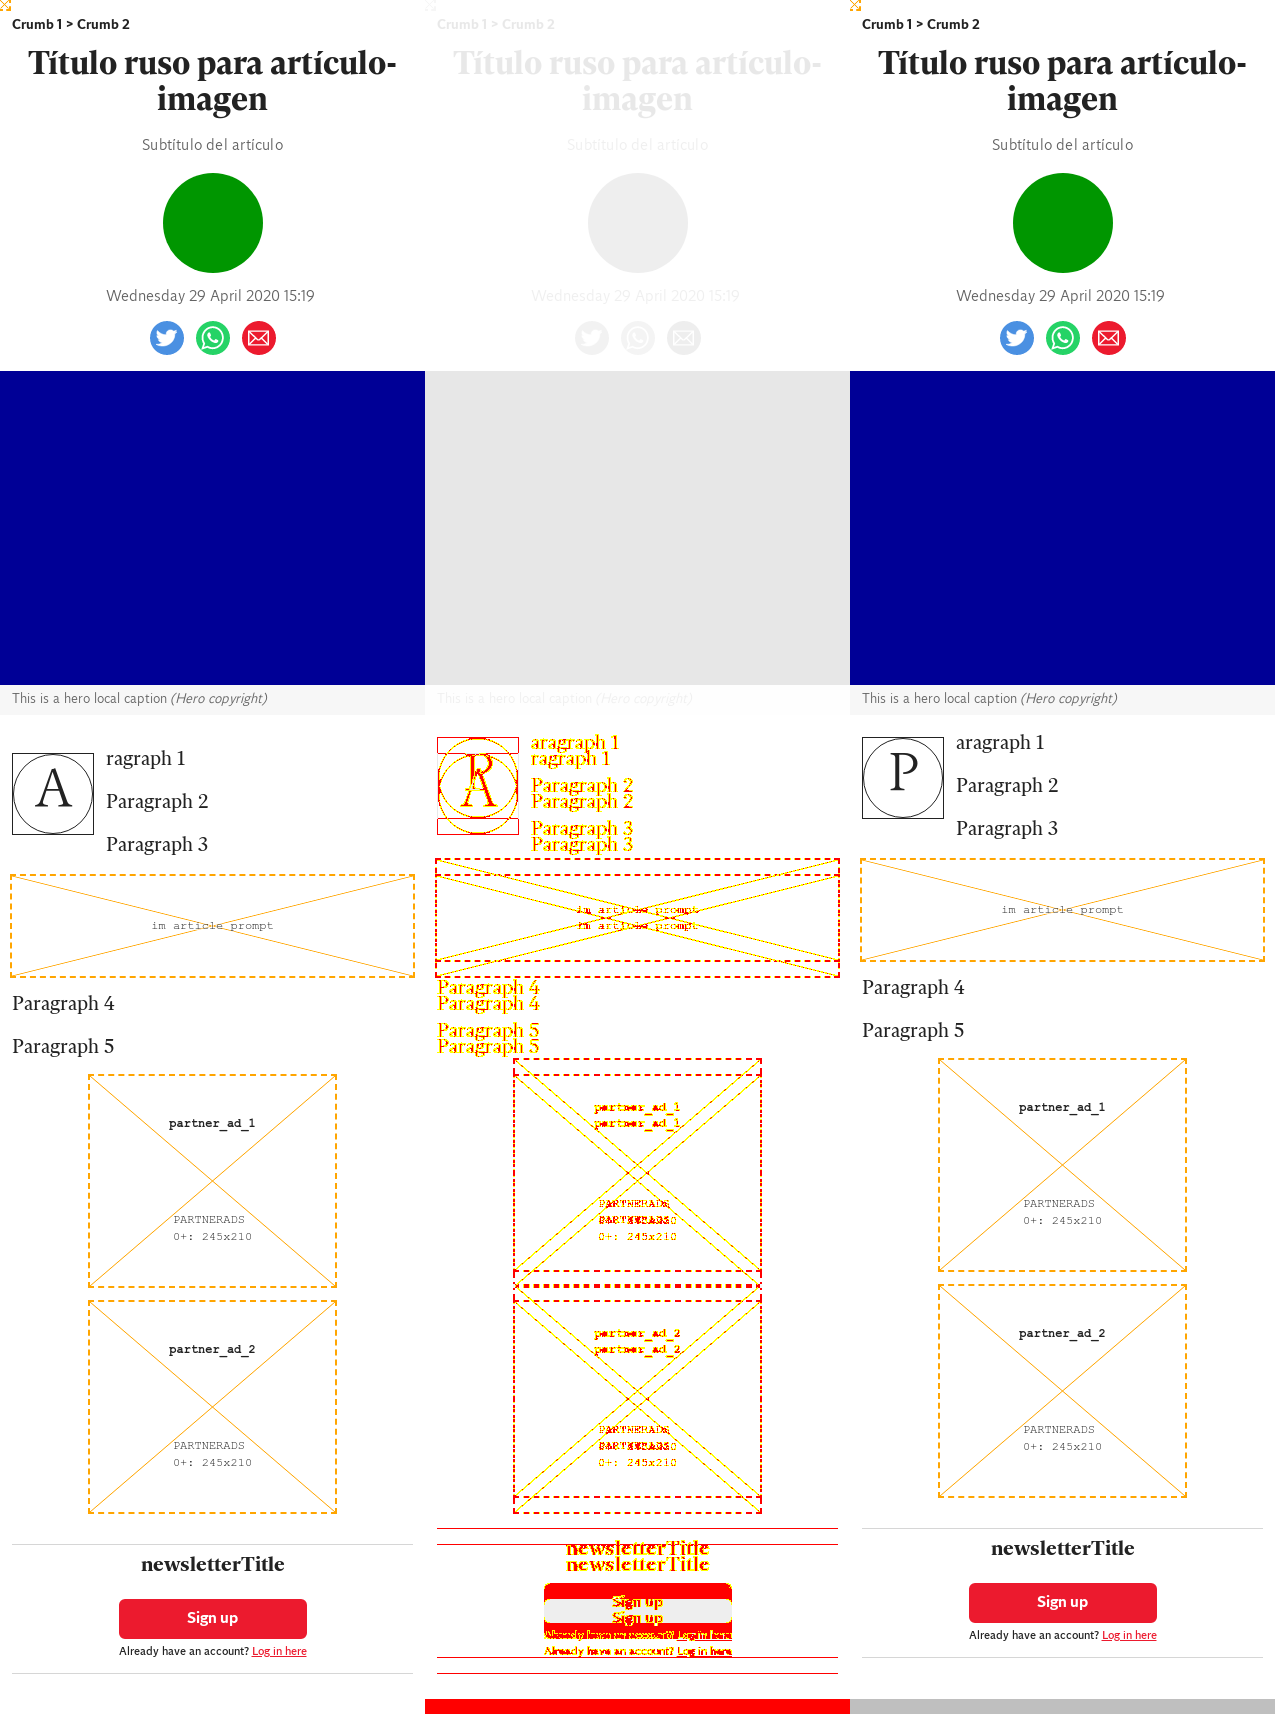 Crumb 1 > Crumb 2
Título ruso para artículo-
imagen
Subtítulo del artículo
Wednesday 29 April 2020 15:19
This is a hero local caption (Hero copyright)
A
ragraph 1
Paragraph 2
Paragraph 3
im article prompt
Paragraph 4
Paragraph 5
partner_ad_1
PARTNERADS
0+: 245x210
partner_ad_2
PARTNERADS
0+: 245x210
newsletterTitle
Sign up
Already have an account? Log in here
Crumb 1 > Crumb 2
Título ruso para artículo-
imagen
Subtítulo del artículo
Wednesday 29 April 2020 15:19
This is a hero local caption (Hero copyright)
P
A
aragraph 1
ragraph 1
Paragraph 2
Paragraph 2
Paragraph 3
Paragraph 3
im article prompt
im article prompt
Paragraph 4
Paragraph 4
Paragraph 5
Paragraph 5
partner_ad_1
partner_ad_1
PARTNERADS
0+: 245x210
partner_ad_2
partner_ad_2
PARTNERADS
0+: 245x210
newsletterTitle
newsletterTitle
Sign up
Sign up
Already have an account? Log in here
Already have an account? Log in here
Crumb 1 > Crumb 2
Título ruso para artículo-
imagen
Subtítulo del artículo
Wednesday 29 April 2020 15:19
This is a hero local caption (Hero copyright)
P
aragraph 1
Paragraph 2
Paragraph 3
im article prompt
Paragraph 4
Paragraph 5
partner_ad_1
PARTNERADS
0+: 245x210
partner_ad_2
PARTNERADS
0+: 245x210
newsletterTitle
Sign up
Already have an account? Log in here